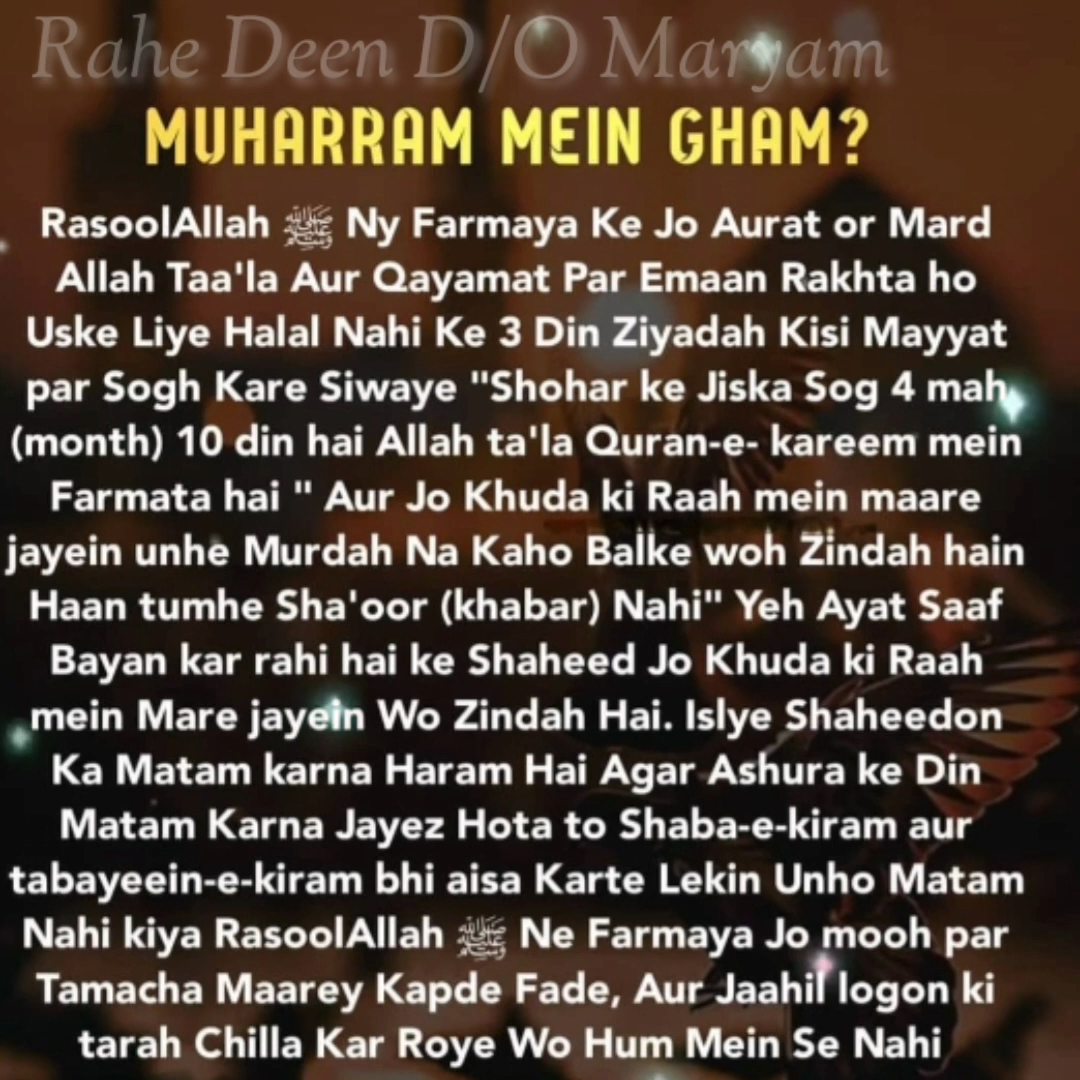 Rahe Deen D/O Maryam
MUHARRAM MEIN GHAM?
RasoolAllah ﷺ Ny Farmaya Ke Jo Aurat or Mard
Allah Taa'la Aur Qayamat Par Emaan Rakhta ho
Uske Liye Halal Nahi Ke 3 Din Ziyadah Kisi Mayyat
par Sogh Kare Siwaye "Shohar ke Jiska Sog 4 mah
(month) 10 din hai Allah ta'la Quran-e- kareem mein
Farmata hai " Aur Jo Khuda ki Raah mein maare
jayein unhe Murdah Na Kaho Balke woh Zindah hain
Haan tumhe Sha'oor (khabar) Nahi" Yeh Ayat Saaf
Bayan kar rahi hai ke Shaheed Jo Khuda ki Raah
mein Mare jayein Wo Zindah Hai. Islye Shaheedon
Ka Matam karna Haram Hai Agar Ashura ke Din
Matam Karna Jayez Hota to Shaba-e-kiram aur
tabayeein-e-kiram bhi aisa Karte Lekin Unho Matam
Nahi kiya RasoolAllah ﷺ Ne Farmaya Jo mooh par
Tamacha Maarey Kapde Fade, Aur Jaahil logon ki
tarah Chilla Kar Roye Wo Hum Mein Se Nahi